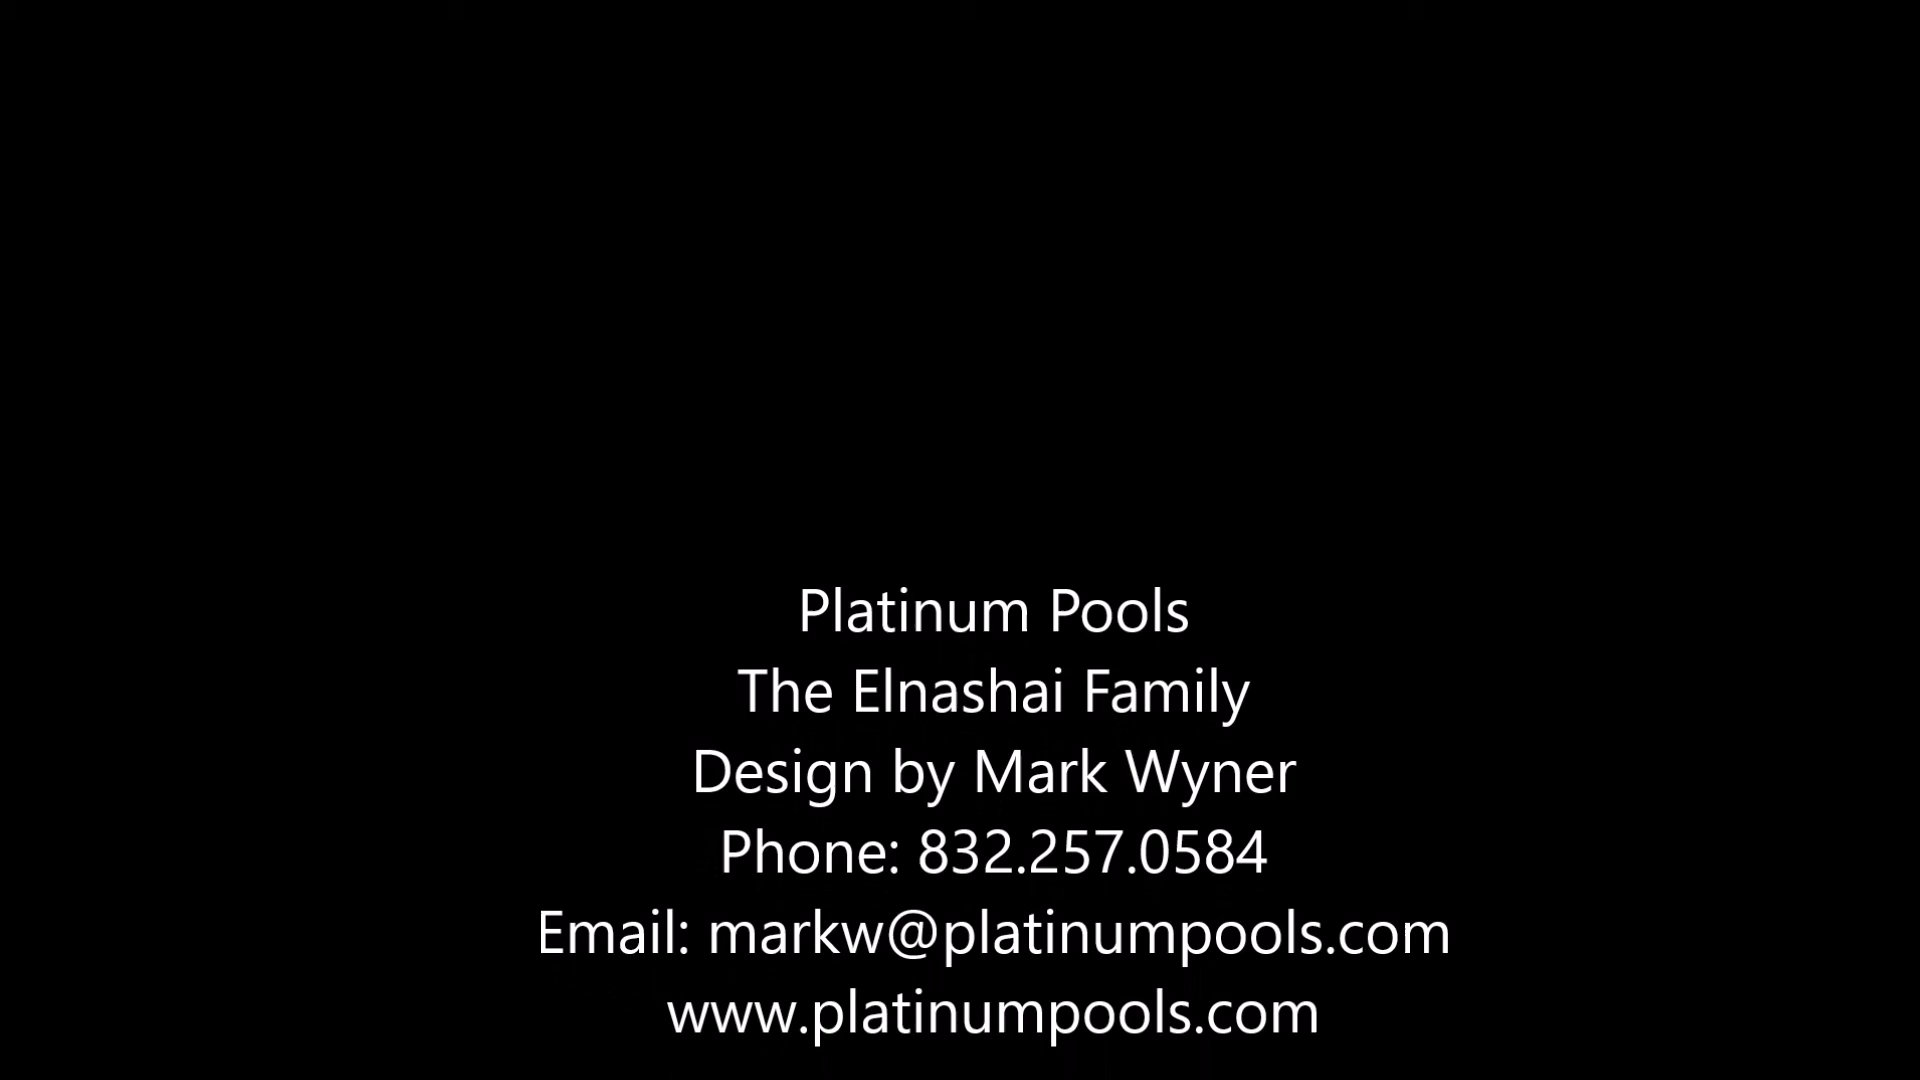 Platinum Pools
The Elnashai Family
Design by Mark Wyner
Phone: 832.257.0584
Email: markw@platinumpools.com
www.platinumpools.com